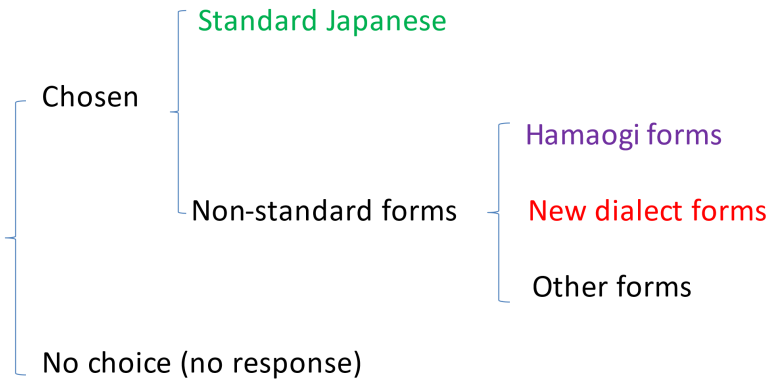 Standard Japanese
Chosen
Hamaogi forms
Non-standard forms
New dialect forms
Other forms
No choice (no response)